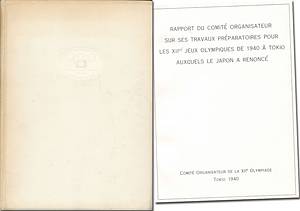 RAPPORT DU COMITÉ ORGANISATEUR
SUR SES TRAVAUX PRÉPARATOIRES POUR
LES XIIᵐᵉˢ JEUX OLYMPIQUES DE 1940 À TOKIO
AUXQUELS LE JAPON A RENONCÉ
COMITÉ ORGANISATEUR DE LA XIIᵉ OLYMPIADE
TOKIO 1940